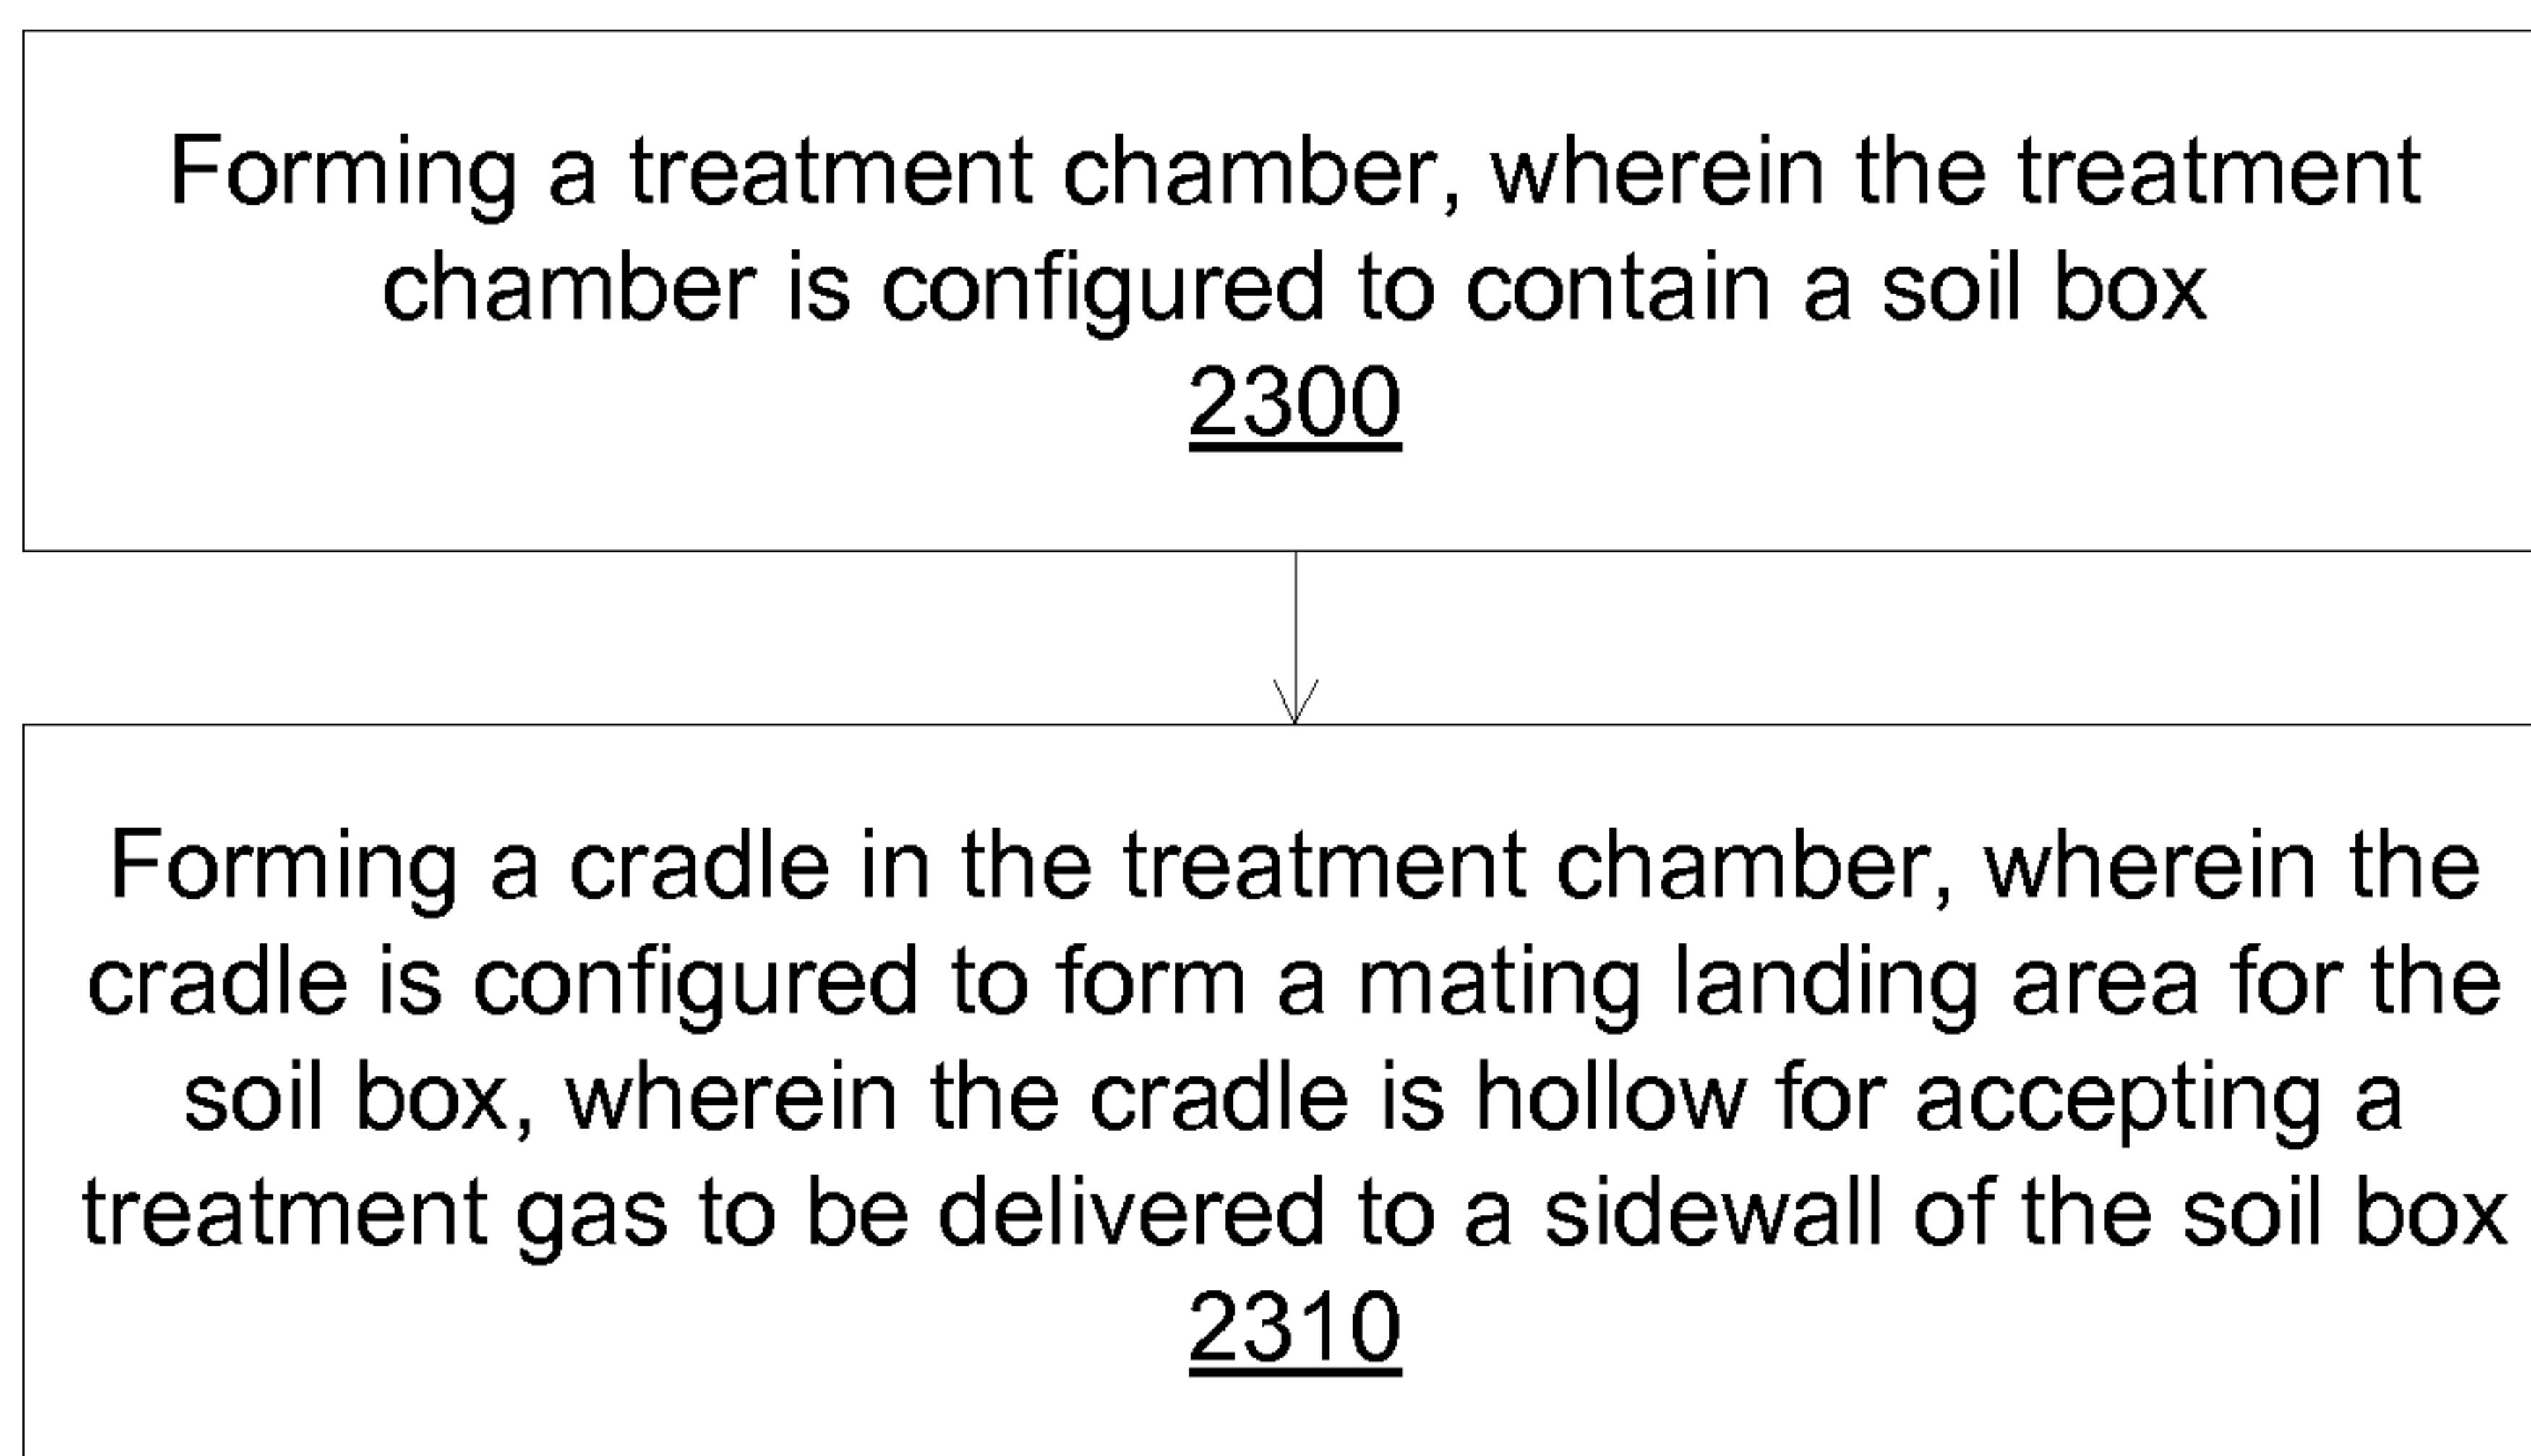 Forming a treatment chamber, wherein the treatment
chamber is configured to contain a soil box
2300
Forming a cradle in the treatment chamber, wherein the
cradle is configured to form a mating landing area for the
soil box, wherein the cradle is hollow for accepting a
treatment gas to be delivered to a sidewall of the soil box
2310